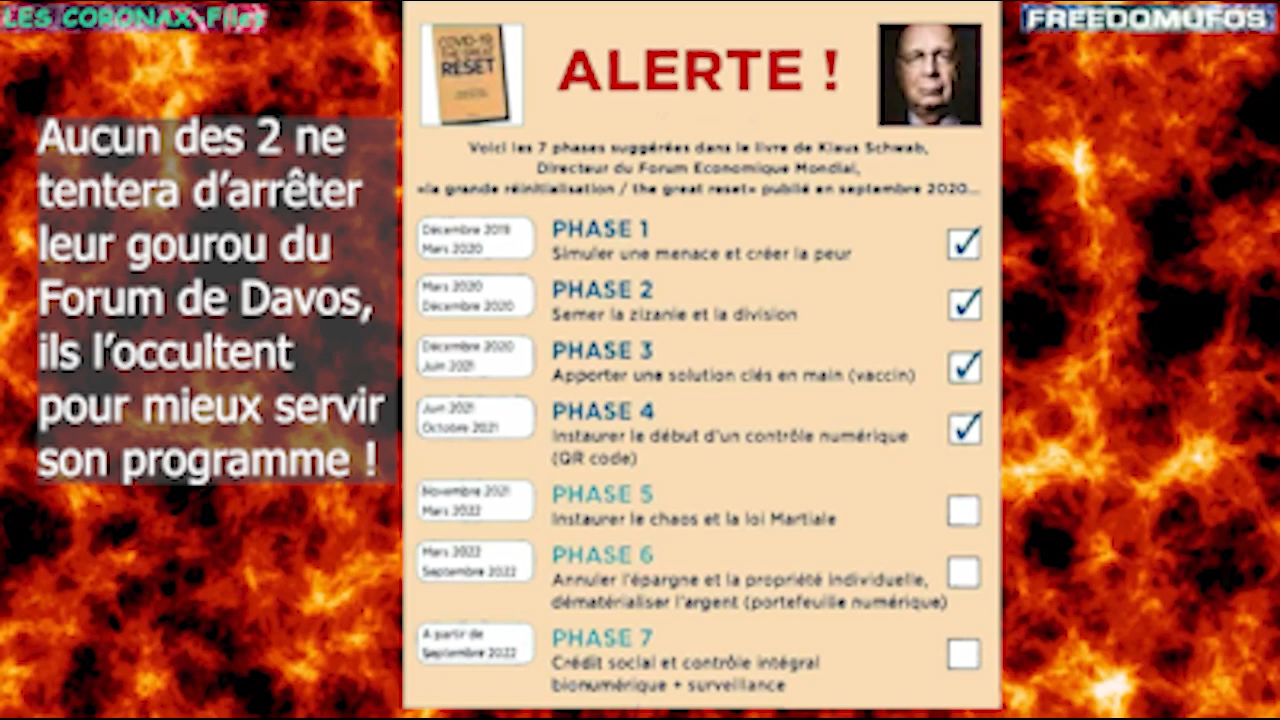 LES CORONAX-Files
FREEDOMUFOS
Aucun des 2 ne
tentera d'arrêter
leur gourou du
Forum de Davos,
ils l'occultent
pour mieux servir
son programme !
COVID-19
THE GREAT
RESET
ALERTE !
Voici les 7 phases suggérées dans le livre de Klaus Schwab,
Directeur du Forum Economique Mondial,
«la grande réinitialisation / the great reset» publié en septembre 2020...
Décembre 2019
Mars 2020
PHASE 1
Simuler une menace et créer la peur
Mars 2020
Décembre 2020
PHASE 2
Semer la zizanie et la division
Décembre 2020
Juin 2021
PHASE 3
Apporter une solution clés en main (vaccin)
Juin 2021
Octobre 2021
PHASE 4
Instaurer le début d'un contrôle numérique
(QR code)
Novembre 2021
Mars 2022
PHASE 5
Instaurer le chaos et la loi Martiale
Mars 2022
Septembre 2022
PHASE 6
Annuler l'épargne et la propriété individuelle,
dématérialiser l'argent (portefeuille numérique)
A partir de
Septembre 2022
PHASE 7
Crédit social et contrôle intégral
bionumérique + surveillance